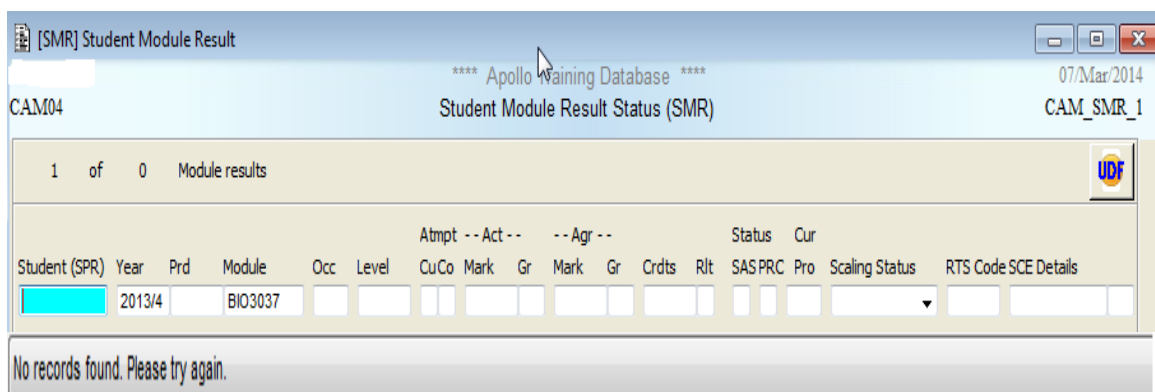 [SMR] Student Module Result
**** Apollo Training Database **** 07/Mar/2014
CAM04 Student Module Result Status (SMR) CAM_SMR_1
1 of 0 Module results UDF
Atmpt - - Act - - - - Agr - - Status Cur
Student (SPR) Year Prd Module Occ Level Cu Co Mark Gr Mark Gr Crdts Rlt SAS PRC Pro Scaling Status RTS Code SCE Details
2013/4 BIO3037
No records found. Please try again.